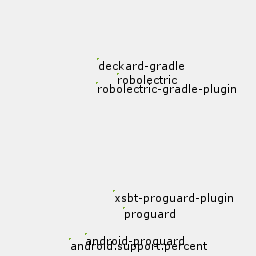 deckard-gradle
robolectric
robolectric-gradle-plugin
xsbt-proguard-plugin
proguard
android-proguard
android.support.percent